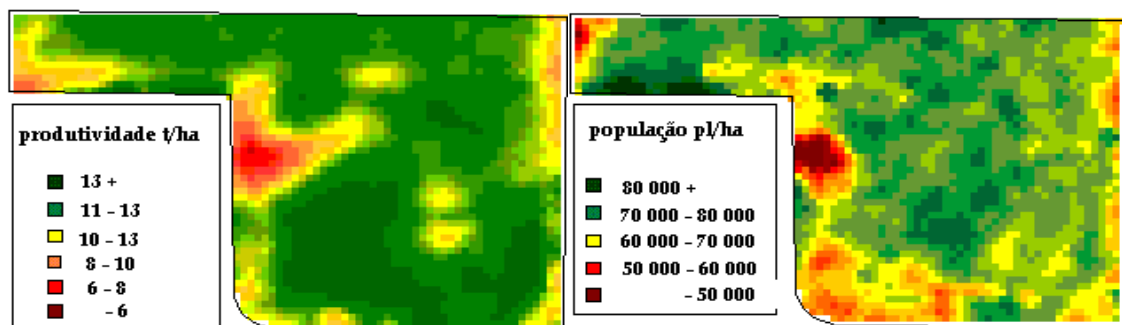 produtividade t/ha
13 +
11 - 13
10 - 13
8 - 10
6 - 8
- 6
população pl/ha
80 000 +
70 000 - 80 000
60 000 - 70 000
50 000 - 60 000
- 50 000